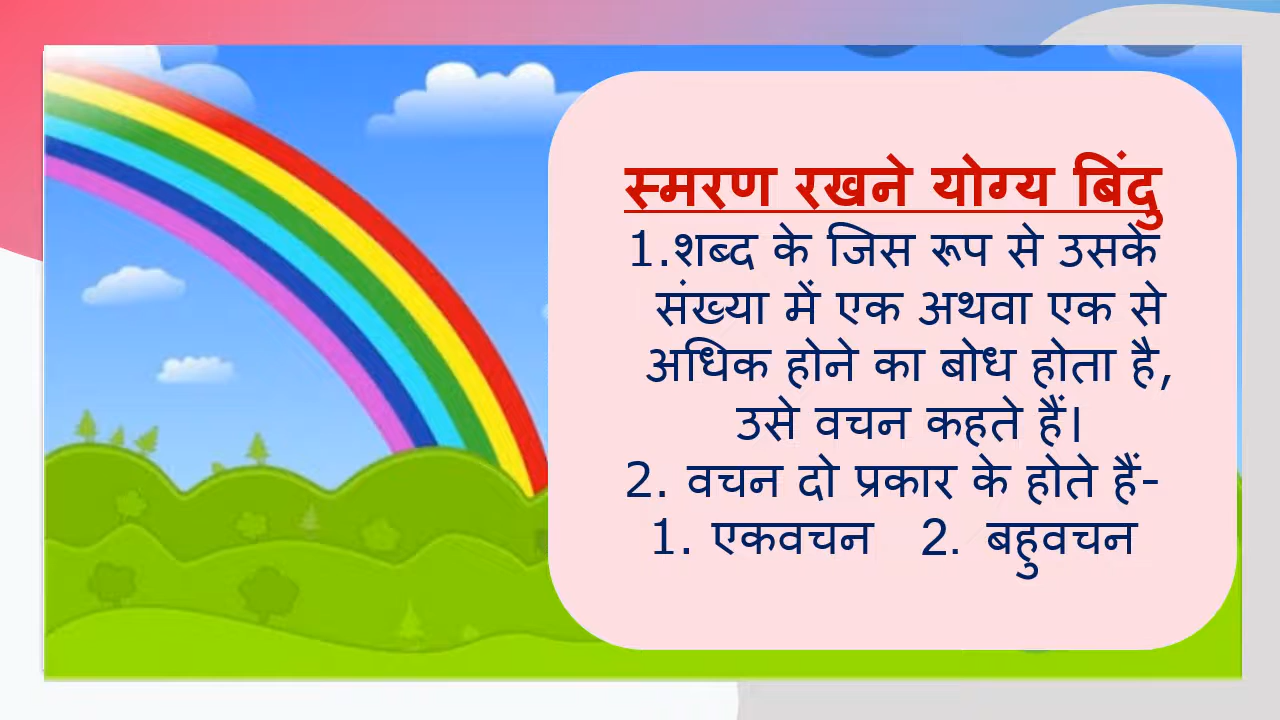 स्मरण रखने योग्य बिंदु
1.शब्द के जिस रूप से उसके
संख्या में एक अथवा एक से
अधिक होने का बोध होता है,
उसे वचन कहते हैं।
2. वचन दो प्रकार के होते हैं-
1. एकवचन 2. बहुवचन